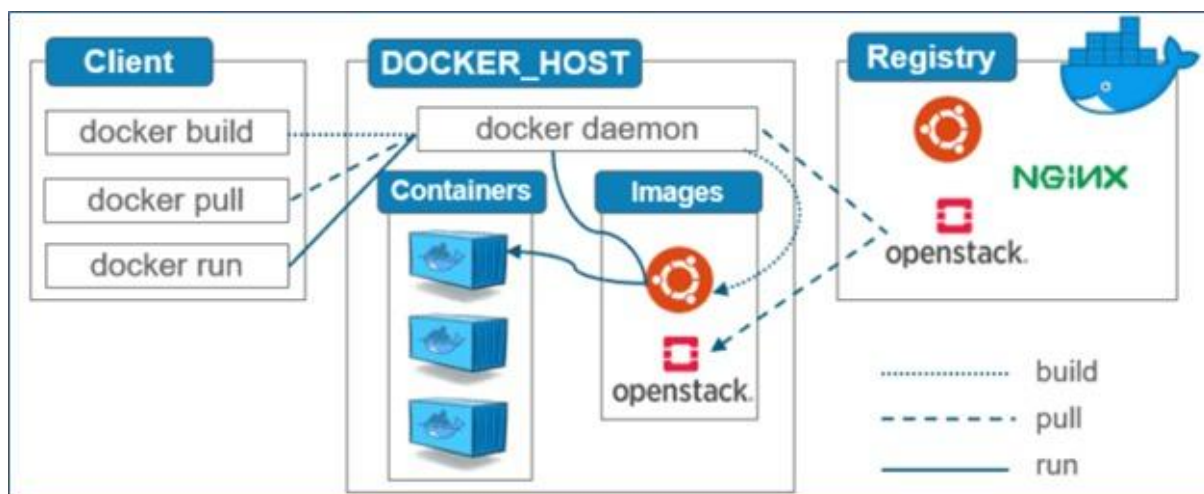 Client
docker build
docker pull
docker run
DOCKER_HOST
docker daemon
Containers
Images
openstack.
Registry
NGiNX
openstack.
build
pull
run